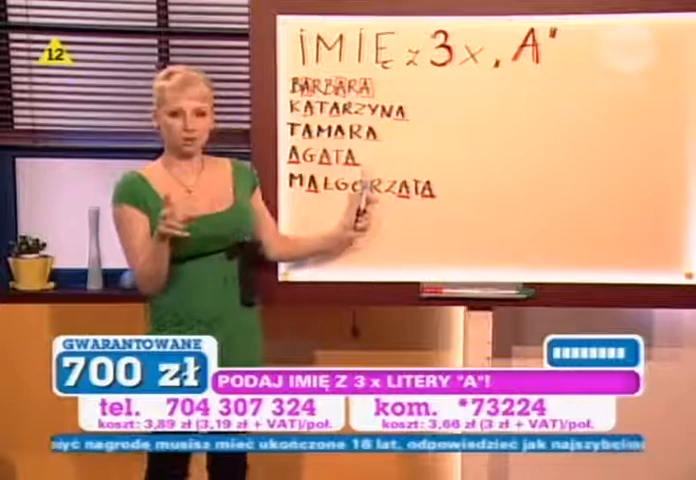 12
iMIĘ z 3x „A"
BARBARA
KATARZYNA
TAMARA
AGATA
MAŁGORZATA
GWARANTOWANE
700 zł
PODAJ IMIĘ Z 3 x LITERY "A"!
tel. 704 307 324
koszt: 3,89 zł (3,19 zł + VAT)/poł.
kom. *73224
koszt: 3,66 zł (3 zł + VAT)/poł.
nagrodę musisz mieć ukończone 18 lat, odpowiedzieć jak